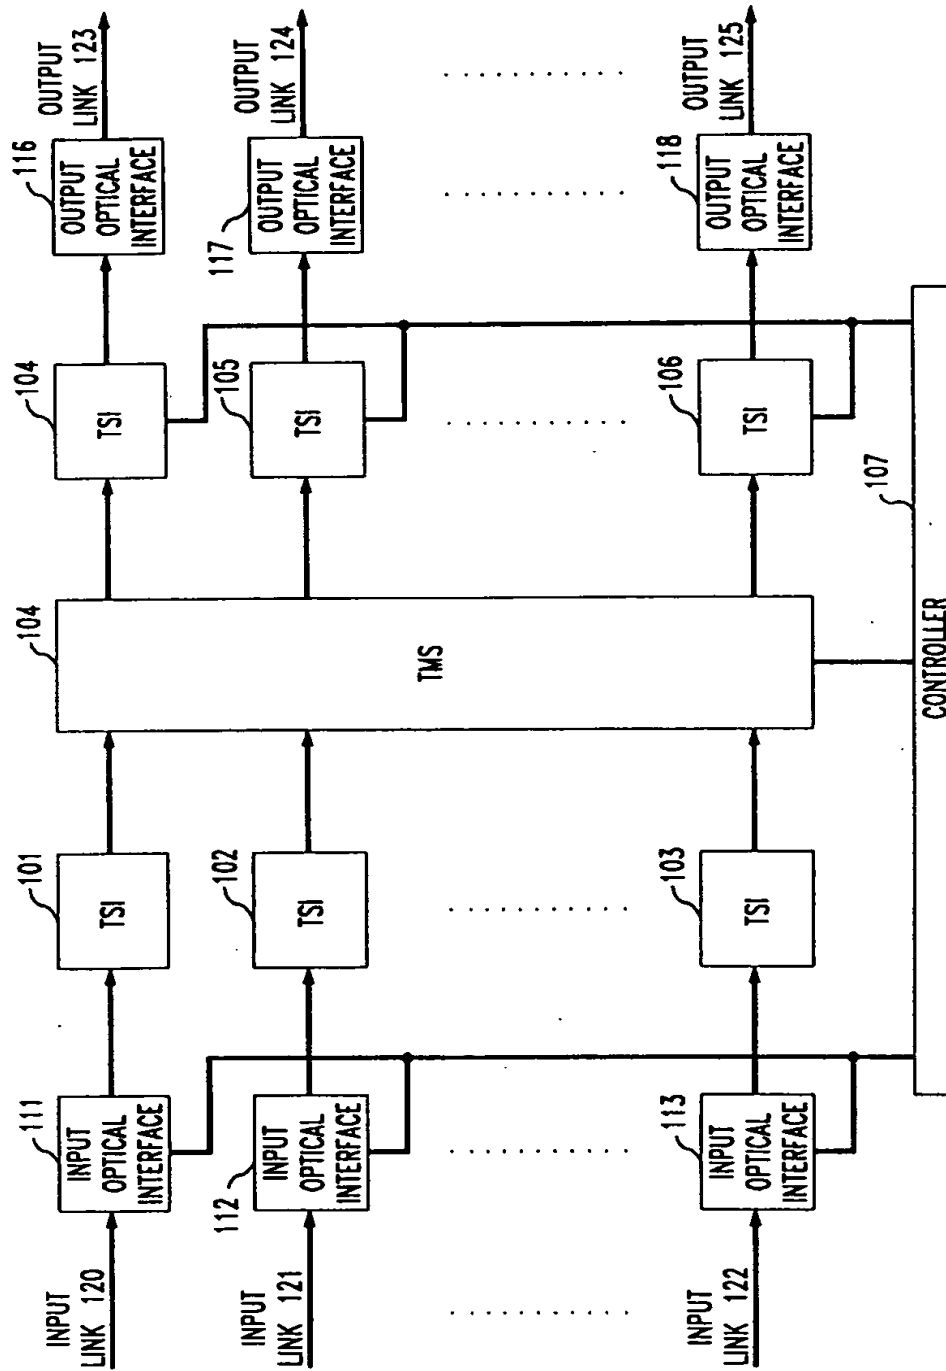 INPUT
LINK 120
111
INPUT
OPTICAL
INTERFACE
101
TSI
104
TMS
104
TSI
116
OUTPUT
OPTICAL
INTERFACE
OUTPUT
LINK 123
INPUT
LINK 121
112
INPUT
OPTICAL
INTERFACE
102
TSI
105
TSI
117
OUTPUT
OPTICAL
INTERFACE
OUTPUT
LINK 124
INPUT
LINK 122
113
INPUT
OPTICAL
INTERFACE
103
TSI
106
TSI
118
OUTPUT
OPTICAL
INTERFACE
OUTPUT
LINK 125
107
CONTROLLER